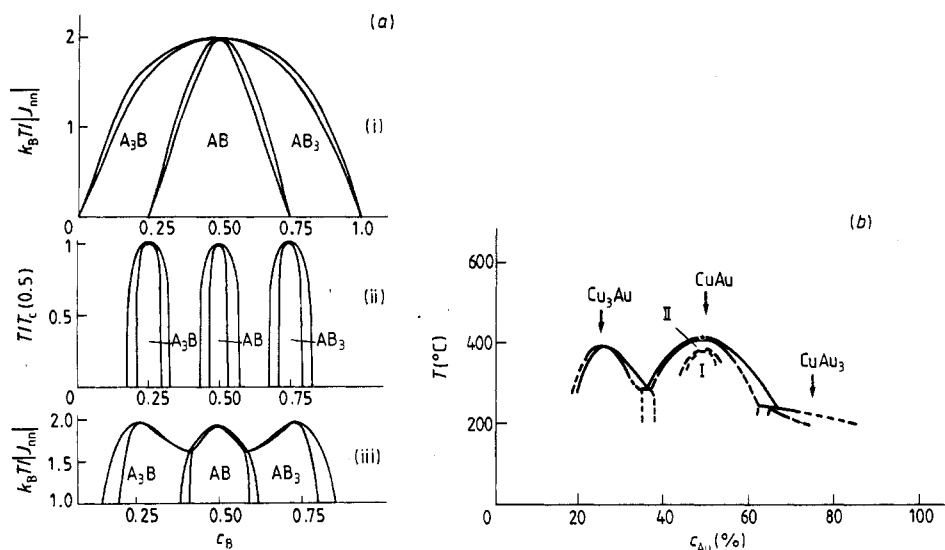 (a)
k_BT/|J_nn|
2
1
0
A₃B
AB
AB₃
(i)
0.25
0.50
0.75
1.0
T/T_c(0.5)
1
0.5
0
A₃B
AB
AB₃
(ii)
0.25
0.50
0.75
k_BT/|J_nn|
2.0
1.5
1.0
A₃B
AB
AB₃
(iii)
0.25
0.50
0.75
c_B
(b)
T(°C)
600
400
200
0
Cu₃Au
CuAu
II
I
CuAu₃
20
40
60
80
100
c_Au(%)